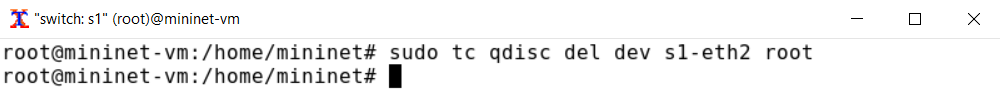 "switch: s1" (root)@mininet-vm
root@mininet-vm:/home/mininet# sudo tc qdisc del dev s1-eth2 root
root@mininet-vm:/home/mininet#